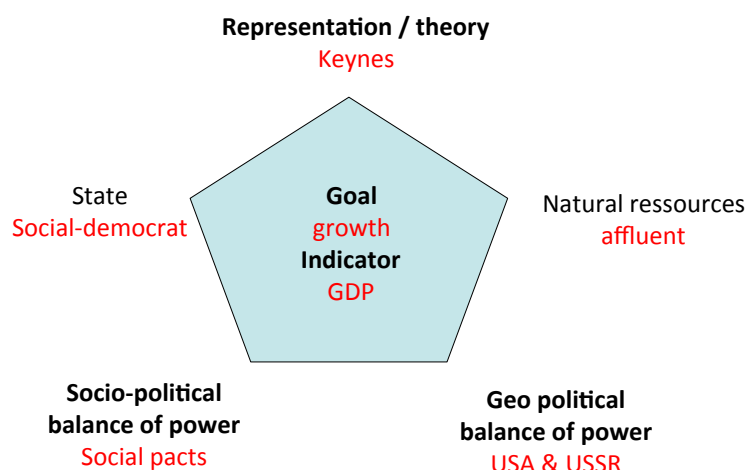 Representation / theory
Keynes
State
Social-democrat
Goal
growth
Indicator
GDP
Natural ressources
affluent
Socio-political
balance of power
Social pacts
Geo political
balance of power
USA & USSR